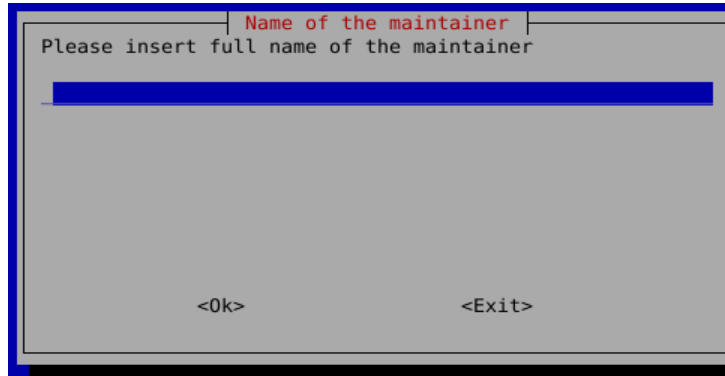 Name of the maintainer
Please insert full name of the maintainer
<Ok> <Exit>